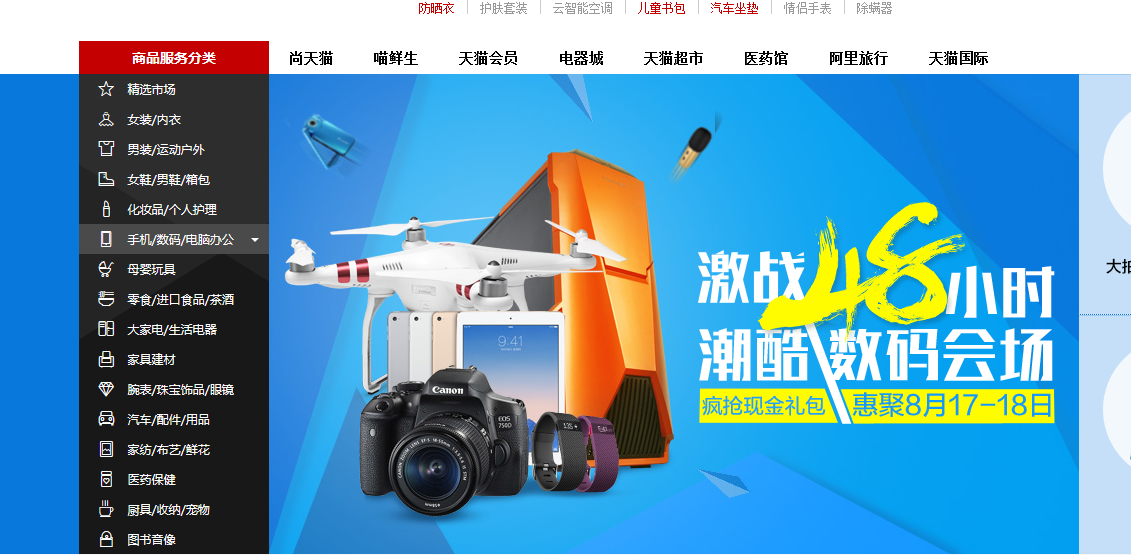 防晒衣 护肤套装 云智能空调 儿童书包 汽车坐垫 情侣手表 除螨器
商品服务分类 尚天猫 喵鲜生 天猫会员 电器城 天猫超市 医药馆 阿里旅行 天猫国际
精选市场
女装/内衣
男装/运动户外
女鞋/男鞋/箱包
化妆品/个人护理
手机/数码/电脑办公
母婴玩具
零食/进口食品/茶酒
大家电/生活电器
家具建材
腕表/珠宝饰品/眼镜
汽车/配件/用品
家纺/布艺/鲜花
医药保健
厨具/收纳/宠物
图书音像
激战48小时
潮酷数码会场
疯抢现金礼包 惠聚8月17-18日
9:41
Canon
EOS
750D
大拍